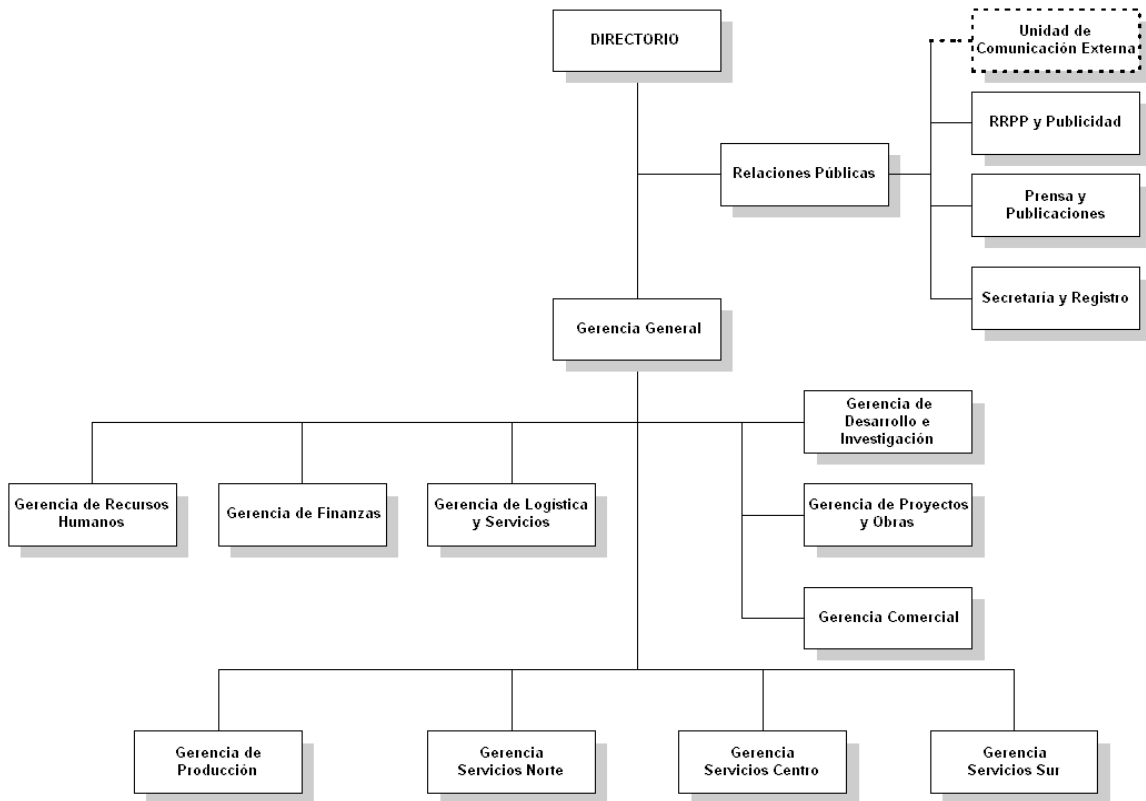 DIRECTORIO
Unidad de
Comunicación Externa
RRPP y Publicidad
Relaciones Públicas
Prensa y
Publicaciones
Secretaría y Registro
Gerencia General
Gerencia de
Desarrollo e
Investigación
Gerencia de Recursos
Humanos
Gerencia de Finanzas
Gerencia de Logística
y Servicios
Gerencia de Proyectos
y Obras
Gerencia Comercial
Gerencia de
Producción
Gerencia
Servicios Norte
Gerencia
Servicios Centro
Gerencia
Servicios Sur